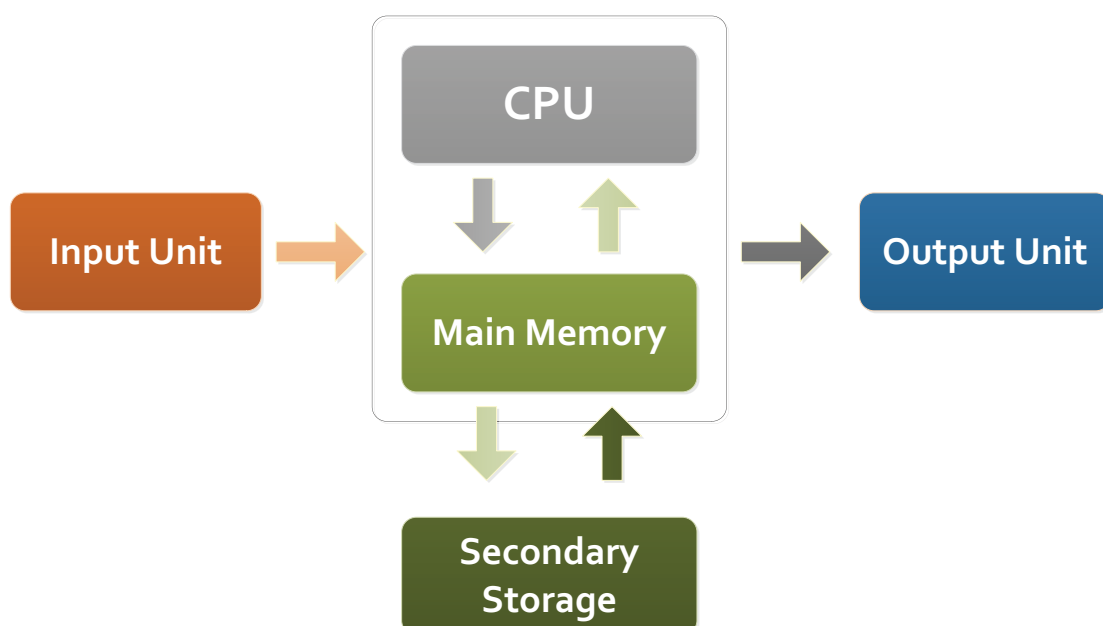 CPU
Input Unit
Output Unit
Main Memory
Secondary
Storage